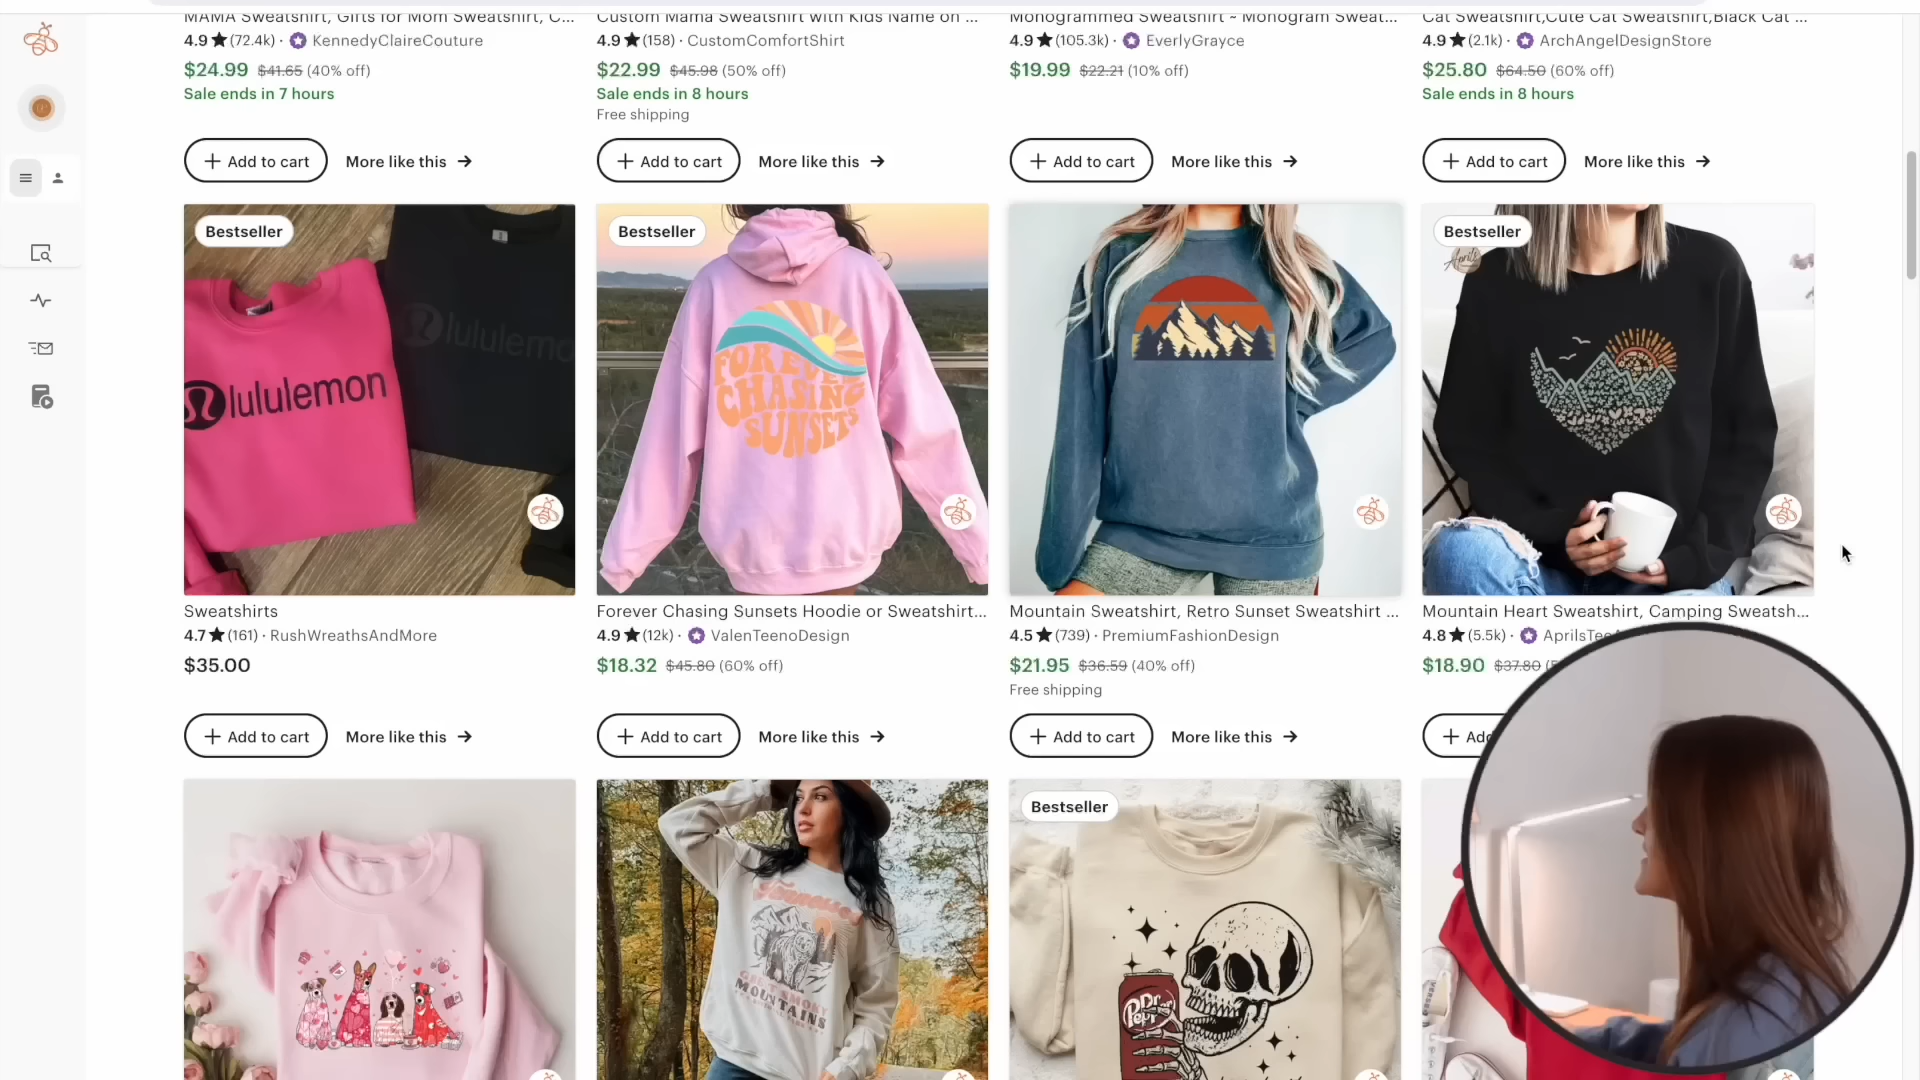 MAMA Sweatshirt, Gifts for Mom Sweatshirt, C...
4.9 ★ (72.4k) · KennedyClaireCouture
$24.99 $41.65 (40% off)
Sale ends in 7 hours
+ Add to cart More like this →
Custom Mama Sweatshirt with Kids Name on ...
4.9 ★ (158) · CustomComfortShirt
$22.99 $45.98 (50% off)
Sale ends in 8 hours
Free shipping
+ Add to cart More like this →
Monogrammed Sweatshirt ~ Monogram Sweat...
4.9 ★ (105.3k) · EverlyGrayce
$19.99 $22.21 (10% off)
+ Add to cart More like this →
Cat Sweatshirt,Cute Cat Sweatshirt,Black Cat ...
4.9 ★ (2.1k) · ArchAngelDesignStore
$25.80 $64.50 (60% off)
Sale ends in 8 hours
+ Add to cart More like this →
Bestseller
lululemon
lululemo
Sweatshirts
4.7 ★ (161) · RushWreathsAndMore
$35.00
+ Add to cart More like this →
Bestseller
FOREVER
CHASING
SUNSETS
Forever Chasing Sunsets Hoodie or Sweatshirt...
4.9 ★ (12k) · ValenTeenoDesign
$18.32 $45.80 (60% off)
+ Add to cart More like this →
Mountain Sweatshirt, Retro Sunset Sweatshirt ...
4.5 ★ (739) · PremiumFashionDesign
$21.95 $36.59 (40% off)
Free shipping
+ Add to cart More like this →
Bestseller
Mountain Heart Sweatshirt, Camping Sweatsh...
4.8 ★ (5.5k) · AprilsTee
$18.90 $37.80
+ Add
MOUNTAINS
Bestseller
Dr
Pepper